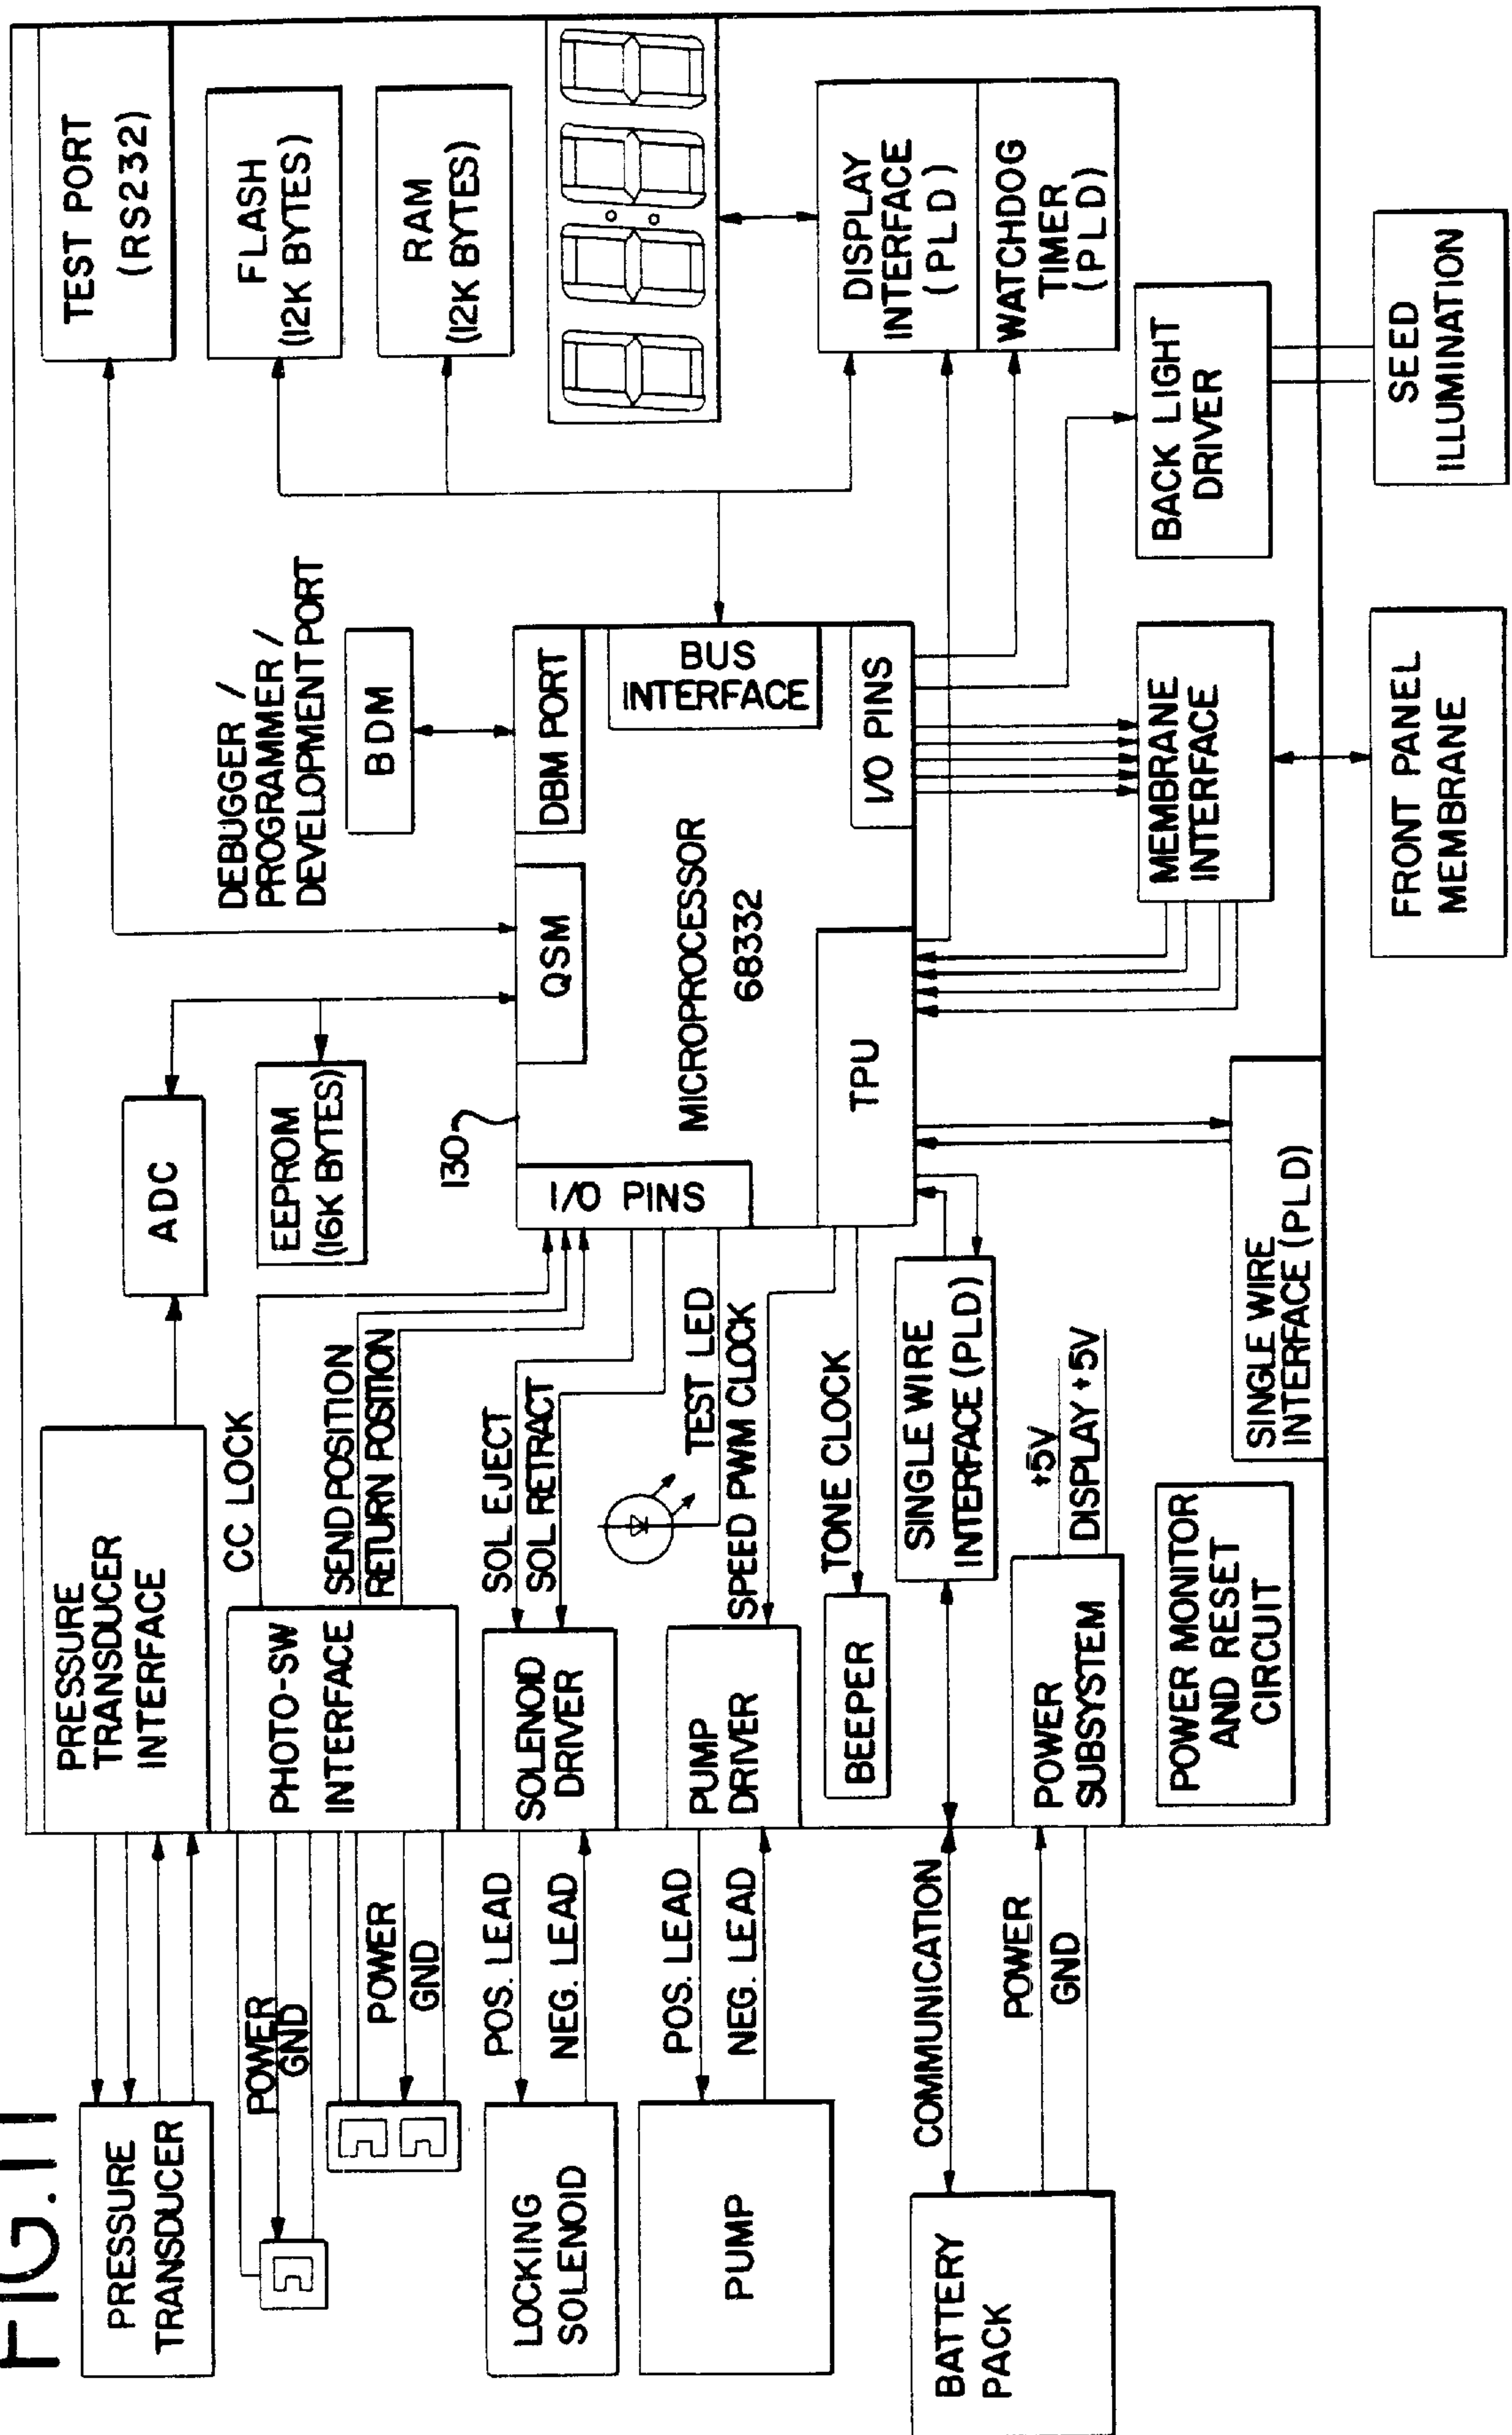 FIG. 11
PRESSURE
TRANSDUCER
POWER
GND
POWER
GND
LOCKING
SOLENOID
POS. LEAD
NEG. LEAD
PUMP
POS. LEAD
NEG. LEAD
BATTERY
PACK
COMMUNICATION
POWER
GND
PRESSURE
TRANSDUCER
INTERFACE
PHOTO-SW
INTERFACE
SOLENOID
DRIVER
PUMP
DRIVER
BEEPER
POWER
SUBSYSTEM
POWER MONITOR
AND RESET
CIRCUIT
CC LOCK
SEND POSITION
RETURN POSITION
SOL EJECT
SOL RETRACT
TEST LED
SPEED PWM CLOCK
TONE CLOCK
SINGLE WIRE
INTERFACE (PLD)
+5V
DISPLAY +5V
SINGLE WIRE
INTERFACE (PLD)
ADC
EEPROM
(16K BYTES)
130
I/O PINS
QSM
MICROPROCESSOR
68332
TPU
DEBUGGER /
PROGRAMMER /
DEVELOPMENT PORT
BDM
DBM PORT
BUS
INTERFACE
I/O PINS
MEMBRANE
INTERFACE
FRONT PANEL
MEMBRANE
TEST PORT
(RS232)
FLASH
(12K BYTES)
RAM
(12K BYTES)
DISPLAY
INTERFACE
(PLD)
WATCHDOG
TIMER
(PLD)
BACK LIGHT
DRIVER
SEED
ILLUMINATION